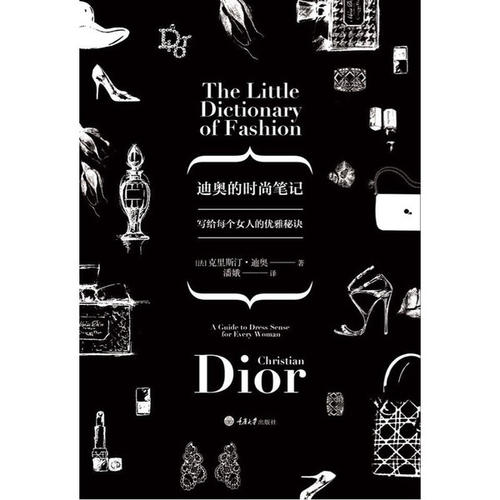 The Little
Dictionary
of Fashion
迪奥的时尚笔记
写给每个女人的优雅秘诀
[法] 克里斯汀·迪奥 —— 著
潘娥 —— 译
A Guide to Dress Sense
for Every Woman
Christian
Dior
重庆大学出版社